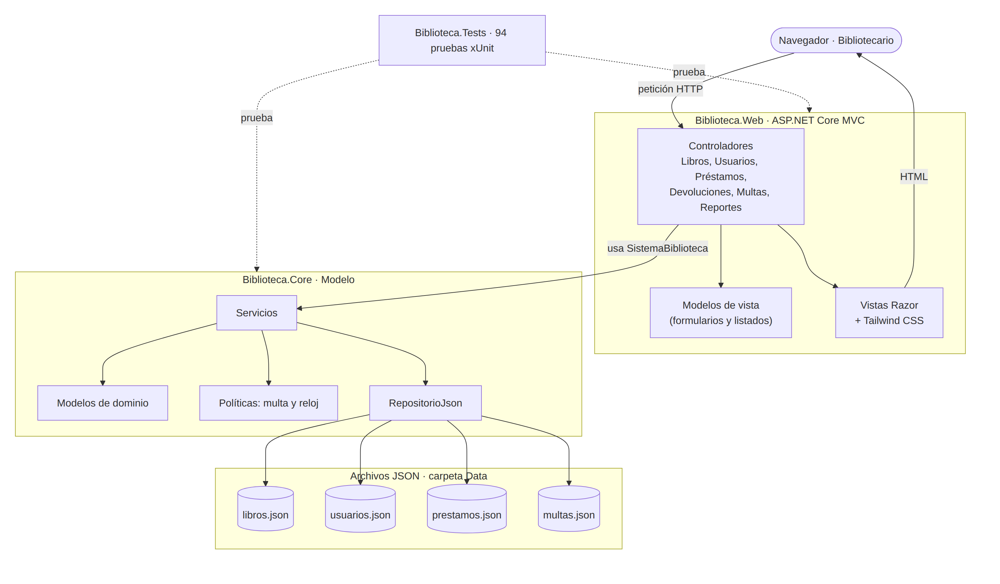 Biblioteca.Tests · 94
pruebas xUnit
Navegador · Bibliotecario
prueba
petición HTTP
prueba
Biblioteca.Web · ASP.NET Core MVC
Controladores
Libros, Usuarios,
Préstamos,
Devoluciones, Multas,
Reportes
HTML
usa SistemaBiblioteca
Biblioteca.Core · Modelo
Servicios
Modelos de vista
(formularios y listados)
Vistas Razor
+ Tailwind CSS
Modelos de dominio
Políticas: multa y reloj
RepositorioJson
Archivos JSON · carpeta Data
libros.json
usuarios.json
prestamos.json
multas.json